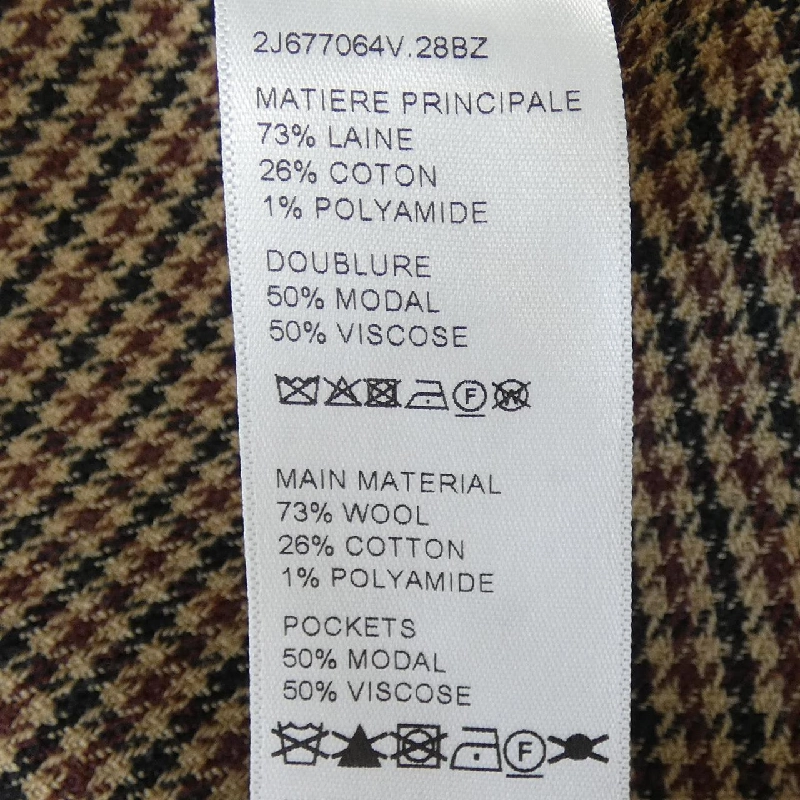 2J677064V.28BZ
MATIERE PRINCIPALE
73% LAINE
26% COTON
1% POLYAMIDE
DOUBLURE
50% MODAL
50% VISCOSE
F W
MAIN MATERIAL
73% WOOL
26% COTTON
1% POLYAMIDE
POCKETS
50% MODAL
50% VISCOSE
F